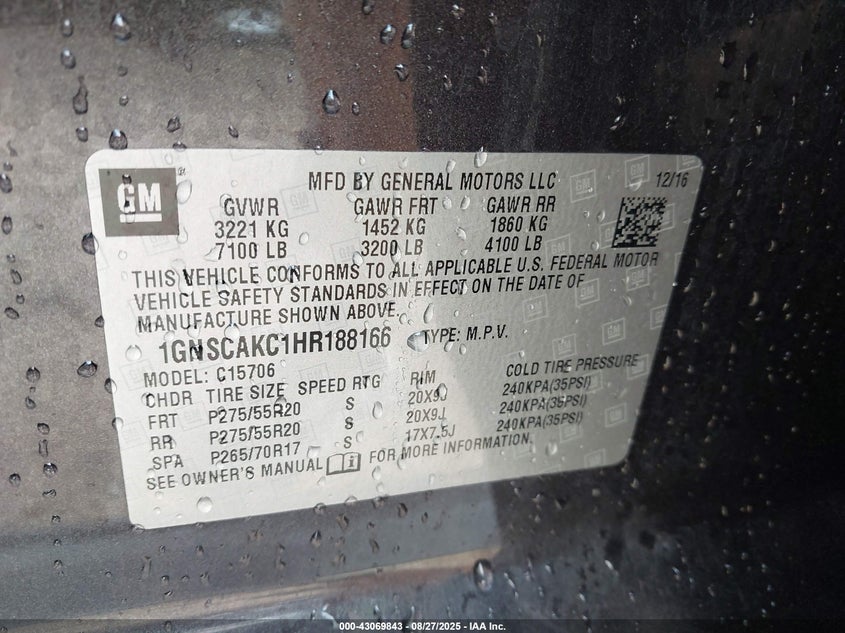 GM
MFD BY GENERAL MOTORS LLC 12/16
GVWR GAWR FRT GAWR RR
3221 KG 1452 KG 1860 KG
7100 LB 3200 LB 4100 LB
THIS VEHICLE CONFORMS TO ALL APPLICABLE U.S. FEDERAL MOTOR
VEHICLE SAFETY STANDARDS IN EFFECT ON THE DATE OF
MANUFACTURE SHOWN ABOVE.
1GNSCAKC1HR188166 TYPE: M.P.V.
MODEL: C15706
CHDR TIRE SIZE SPEED RTG RIM COLD TIRE PRESSURE
FRT P275/55R20 S 20X9J 240KPA(35PSI)
RR P275/55R20 S 20X9J 240KPA(35PSI)
SPA P265/70R17 S 17X7.5J 240KPA(35PSI)
SEE OWNER'S MANUAL FOR MORE INFORMATION.
000-43069843 / 08/27/2025 - IAA Inc.